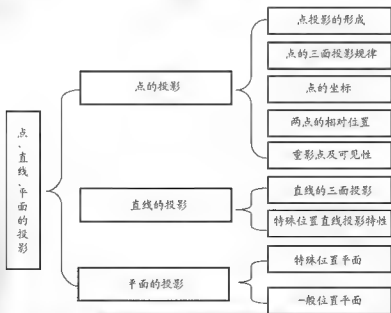 点、直线、平面的投影
点的投影
点投影的形成
点的三面投影规律
点的坐标
两点的相对位置
重影点及可见性
直线的投影
直线的三面投影
特殊位置直线投影特性
平面的投影
特殊位置平面
一般位置平面